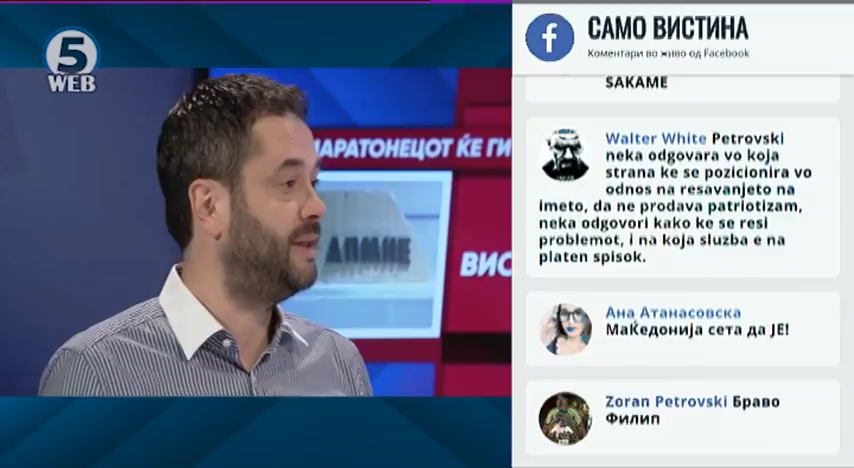 5
WEB
МАРАТОНЕЦОТ ЌЕ ГИ
ДПМНЕ
ВИС
f САМО ВИСТИНА
Коментари во живо од Facebook
SAKAME
Walter White Petrovski
neka odgovara vo koja
strana ke se pozicionira vo
odnos na resavanjeto na
imeto, da ne prodava patriotizam,
neka odgovori kako ke se resi
problemot, i na koja sluzba e na
platen spisok.
Ана Атанасовска
МаЌедонија сета да ЈЕ!
Zoran Petrovski Браво
Филип